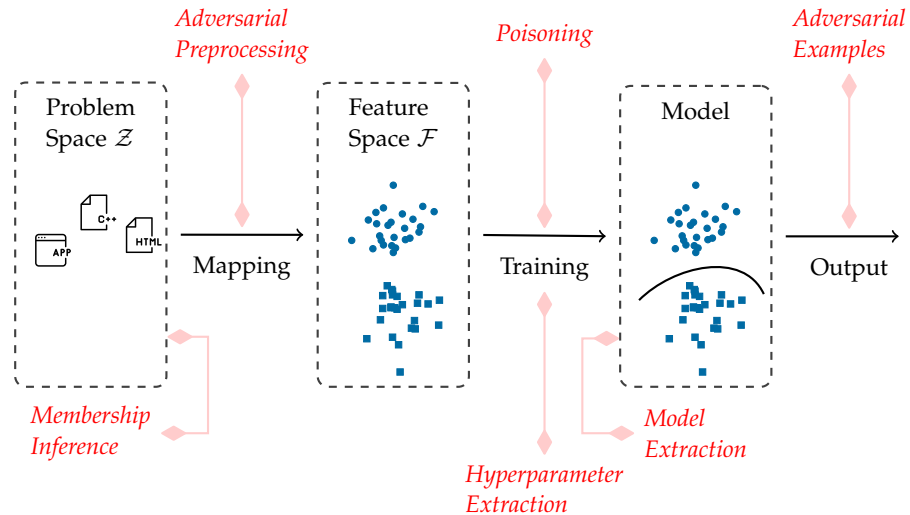 Adversarial
Preprocessing
Poisoning
Adversarial
Examples
Problem
Space Z
Feature
Space F
Model
C++
HTML
APP
Mapping
Training
Output
Membership
Inference
Model
Extraction
Hyperparameter
Extraction